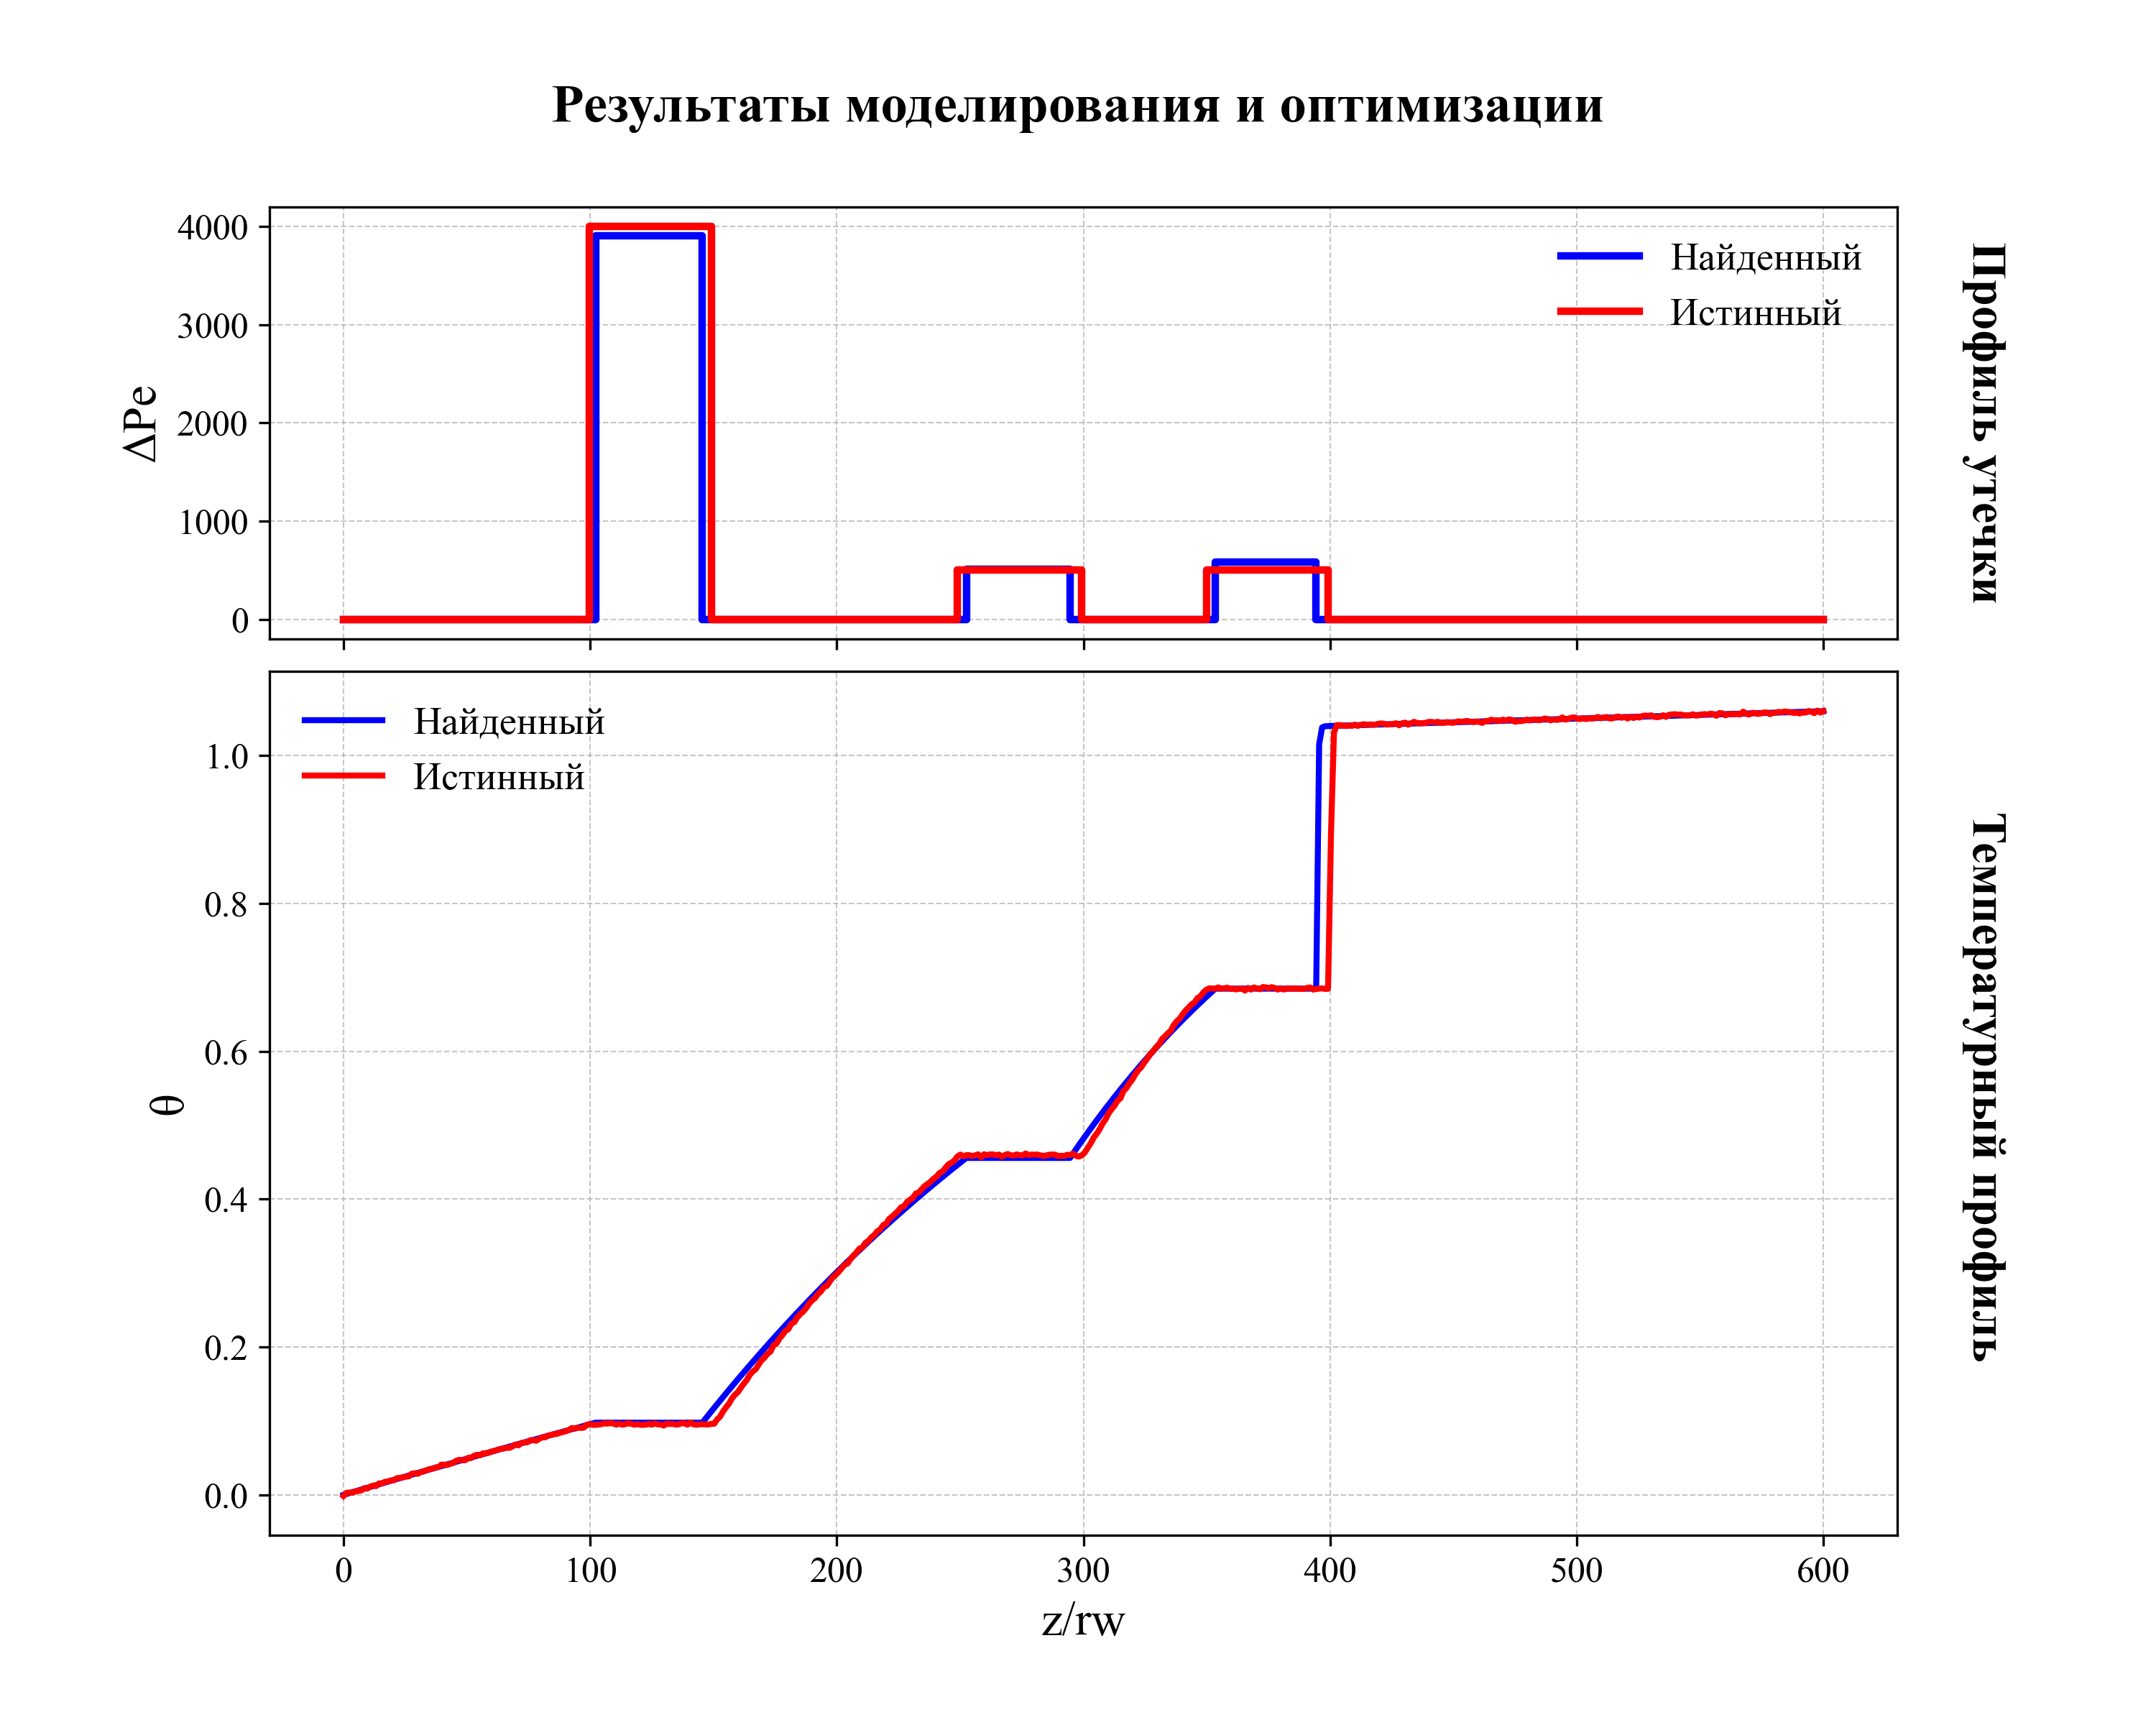 Результаты моделирования и оптимизации
4000
3000
2000
1000
0
ΔPe
Найденный
Истинный
Профиль утечки
Найденный
Истинный
1.0
0.8
0.6
0.4
0.2
0.0
θ
Температурный профиль
0 100 200 300 400 500 600
z/rw